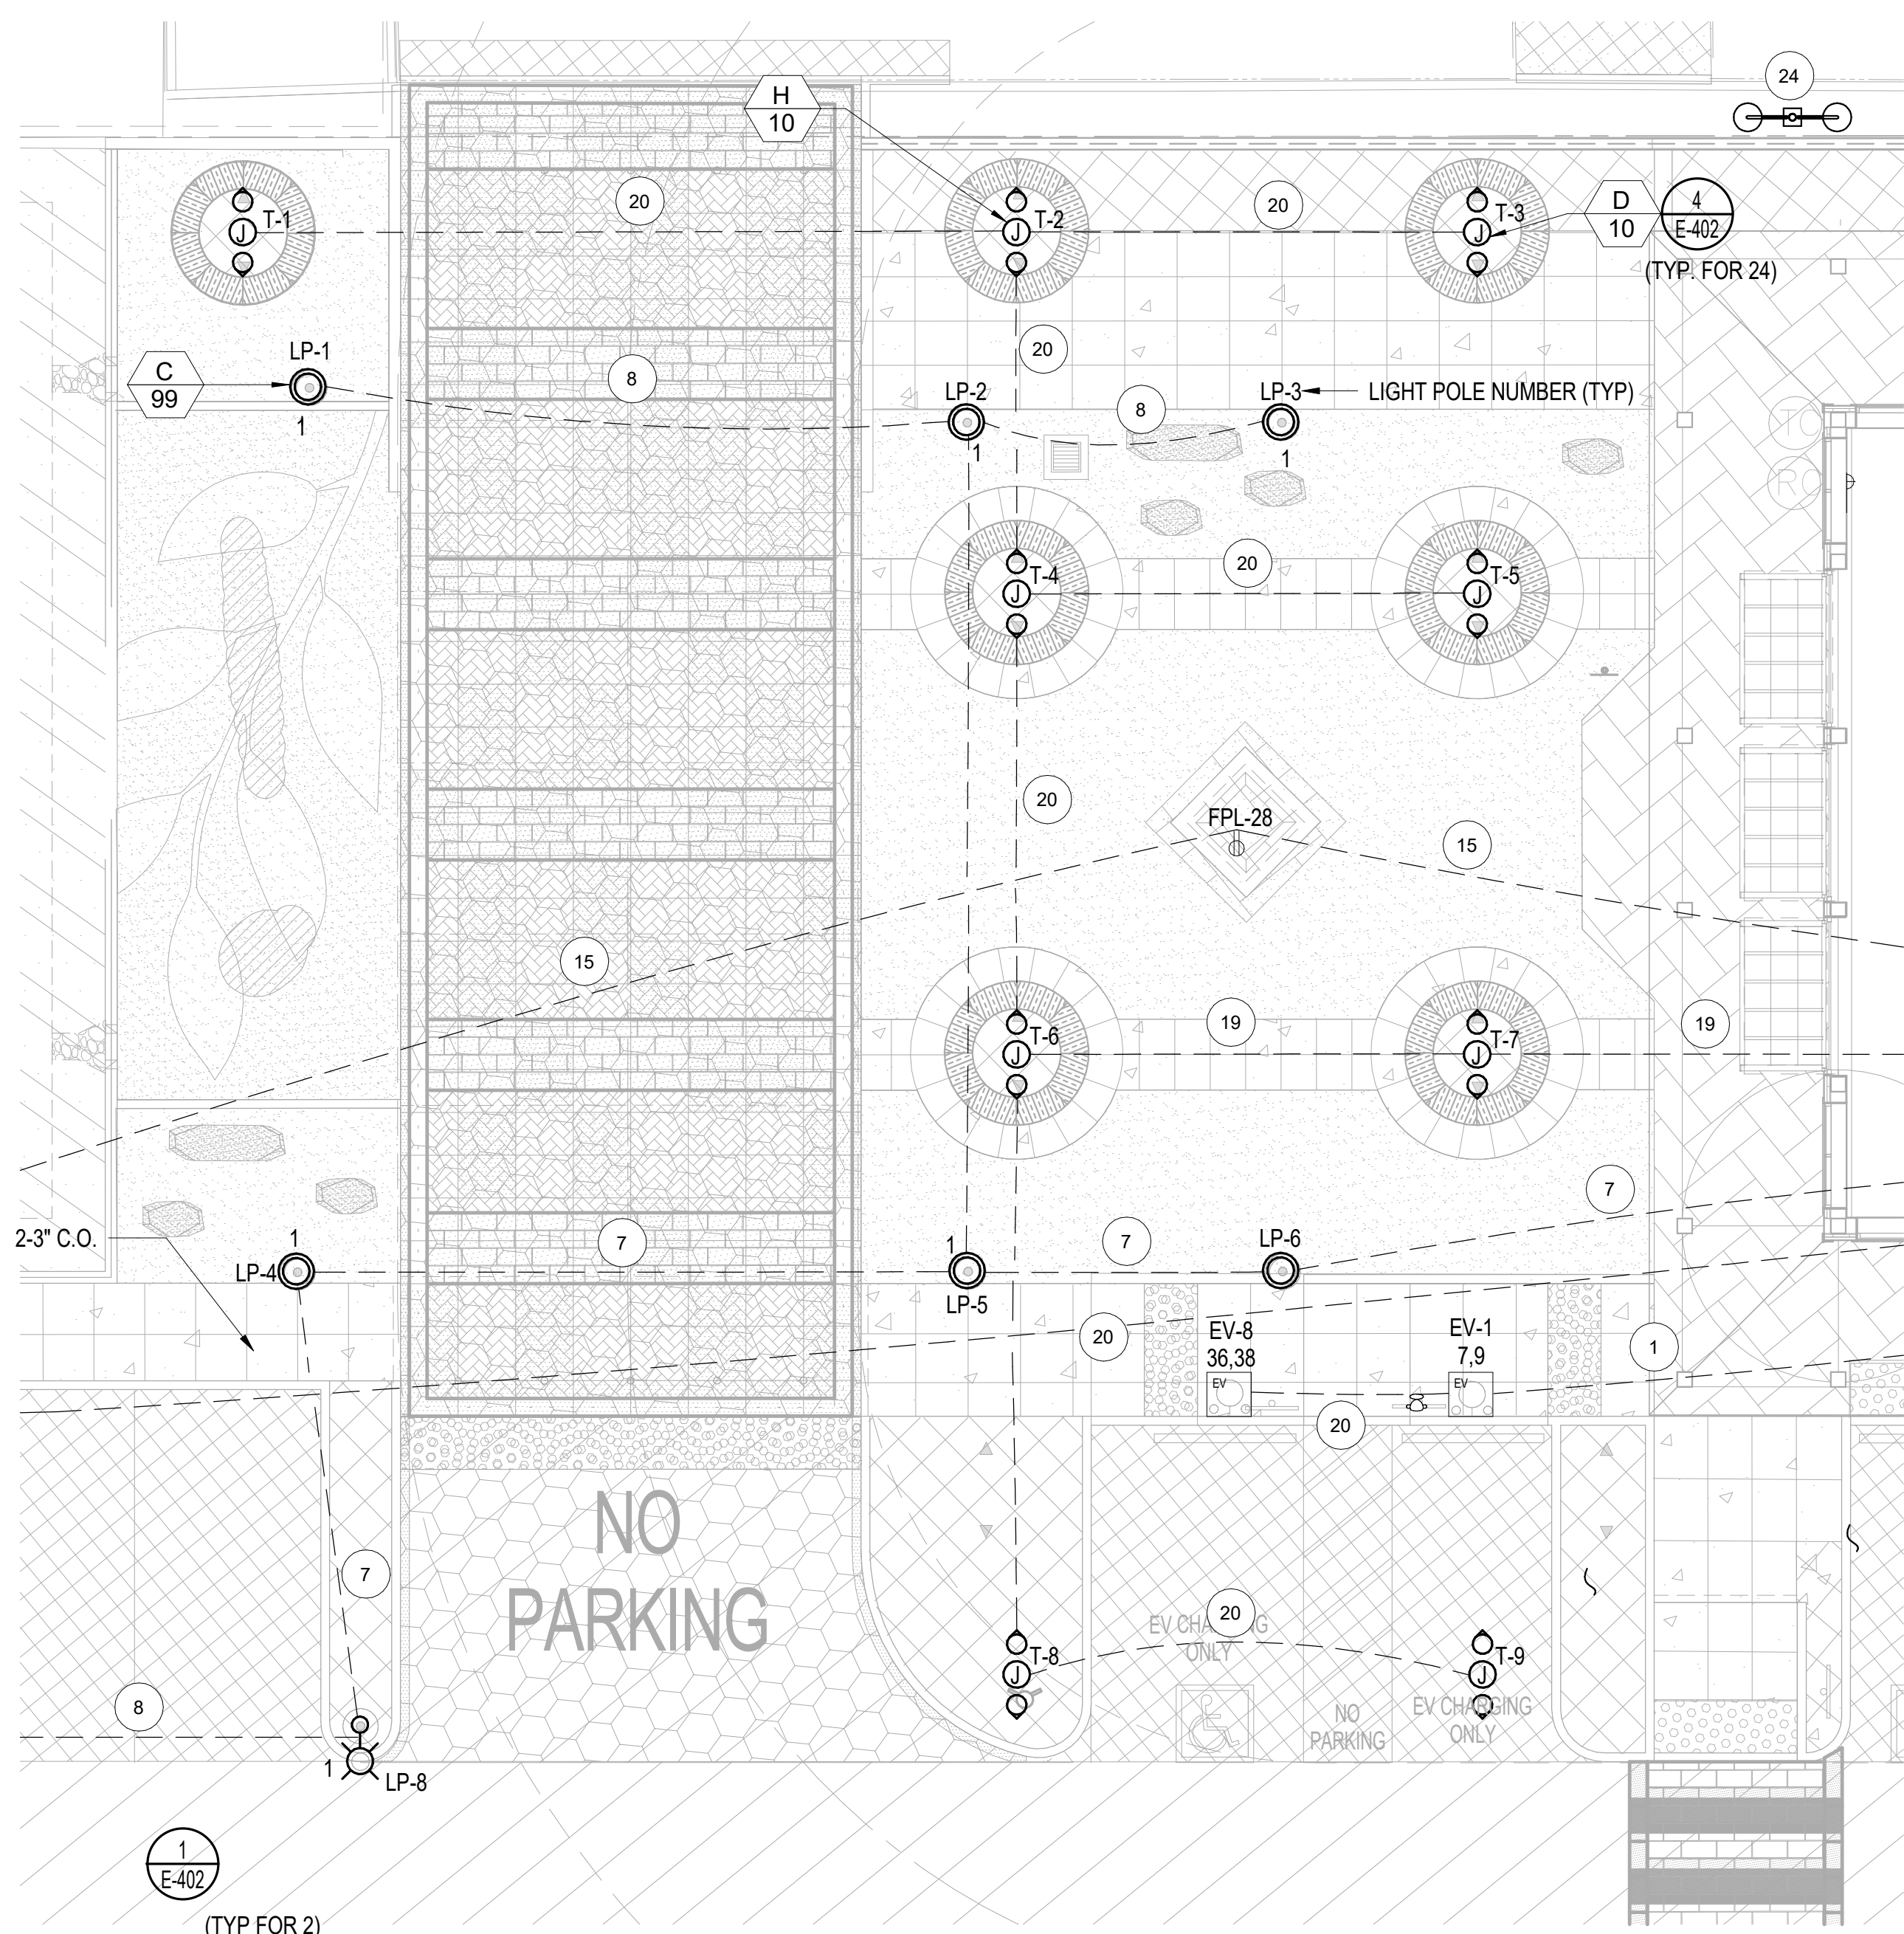 24
H
10
20
T-1
J
T-2
J
20
T-3
J
D
10
4
E-402
(TYP. FOR 24)
LP-1
C
99
1
8
20
LP-2
1
8
LP-3
1
LIGHT POLE NUMBER (TYP)
TO
RO
20
T-4
J
T-5
J
20
FPL-28
15
15
T-6
J
19
T-7
J
19
7
2-3" C.O.
1
LP-4
7
1
LP-5
7
LP-6
20
EV-8
36,38
EV
EV-1
7,9
EV
1
20
NO
PARKING
7
20
EV CHARGING
ONLY
T-8
J
T-9
J
8
NO
PARKING
EV CHARGING
ONLY
1
LP-8
1
E-402
(TYP FOR 2)